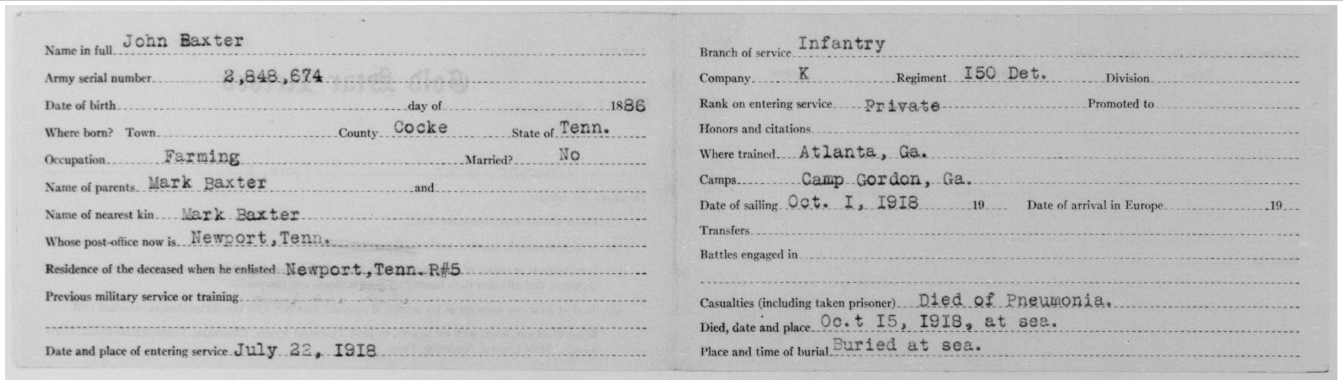 Name in full John Baxter
Army serial number 2,848,674
Date of birth day of 1886
Where born? Town County Cocke State of Tenn.
Occupation Farming Married? No
Name of parents Mark Baxter and
Name of nearest kin Mark Baxter
Whose post-office now is Newport,Tenn.
Residence of the deceased when he enlisted Newport,Tenn.R#5
Previous military service or training
Date and place of entering service July 22, I9I8
Branch of service Infantry
Company K Regiment I50 Det. Division
Rank on entering service Private Promoted to
Honors and citations
Where trained Atlanta, Ga.
Camps Camp Gordon, Ga.
Date of sailing Oct. I, I9I8 19 Date of arrival in Europe 19
Transfers
Battles engaged in
Casualties (including taken prisoner) Died of Pneumonia.
Died, date and place Oc.t I5, I9I8, at sea.
Place and time of burial Buried at sea.